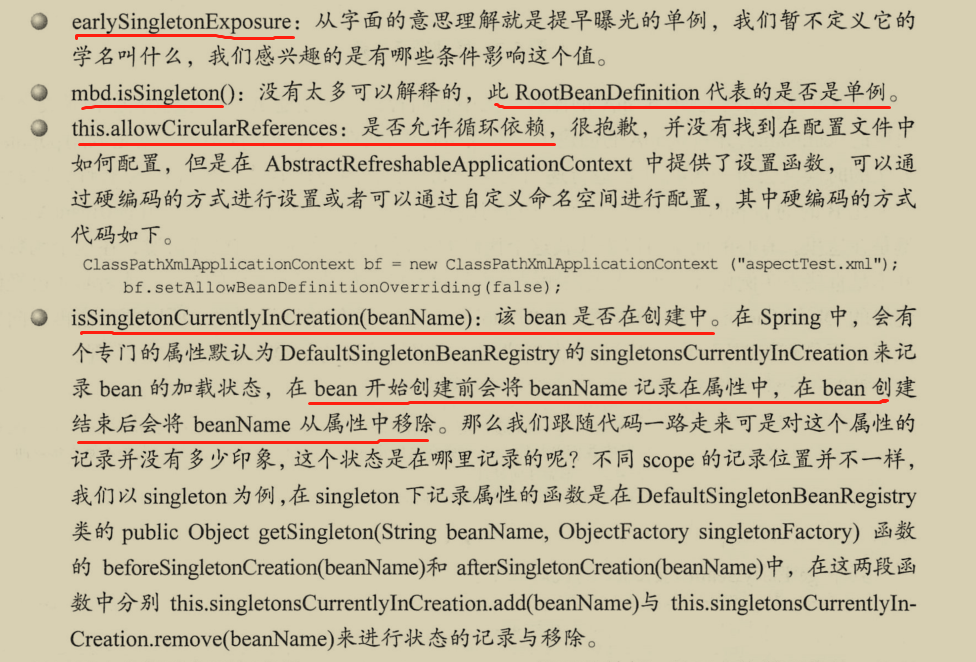 earlySingletonExposure：从字面的意思理解就是提早曝光的单例，我们暂不定义它的
学名叫什么，我们感兴趣的是有哪些条件影响这个值。
mbd.isSingleton()：没有太多可以解释的，此 RootBeanDefinition 代表的是否是单例。
this.allowCircularReferences：是否允许循环依赖，很抱歉，并没有找到在配置文件中
如何配置，但是在 AbstractRefreshableApplicationContext 中提供了设置函数，可以通
过硬编码的方式进行设置或者可以通过自定义命名空间进行配置，其中硬编码的方式
代码如下。
ClassPathXmlApplicationContext bf = new ClassPathXmlApplicationContext ("aspectTest.xml");
bf.setAllowBeanDefinitionOverriding(false);
isSingletonCurrentlyInCreation(beanName)：该 bean 是否在创建中。在 Spring 中，会有
个专门的属性默认为 DefaultSingletonBeanRegistry 的 singletonsCurrentlyInCreation 来记
录 bean 的加载状态，在 bean 开始创建前会将 beanName 记录在属性中，在 bean 创建
结束后会将 beanName 从属性中移除。那么我们跟随代码一路走来可是对这个属性的
记录并没有多少印象，这个状态是在哪里记录的呢？不同 scope 的记录位置并不一样，
我们以 singleton 为例，在 singleton 下记录属性的函数是在 DefaultSingletonBeanRegistry
类的 public Object getSingleton(String beanName, ObjectFactory singletonFactory) 函数
的 beforeSingletonCreation(beanName)和 afterSingletonCreation(beanName)中，在这两段函
数中分别 this.singletonsCurrentlyInCreation.add(beanName)与 this.singletonsCurrentlyIn-
Creation.remove(beanName)来进行状态的记录与移除。